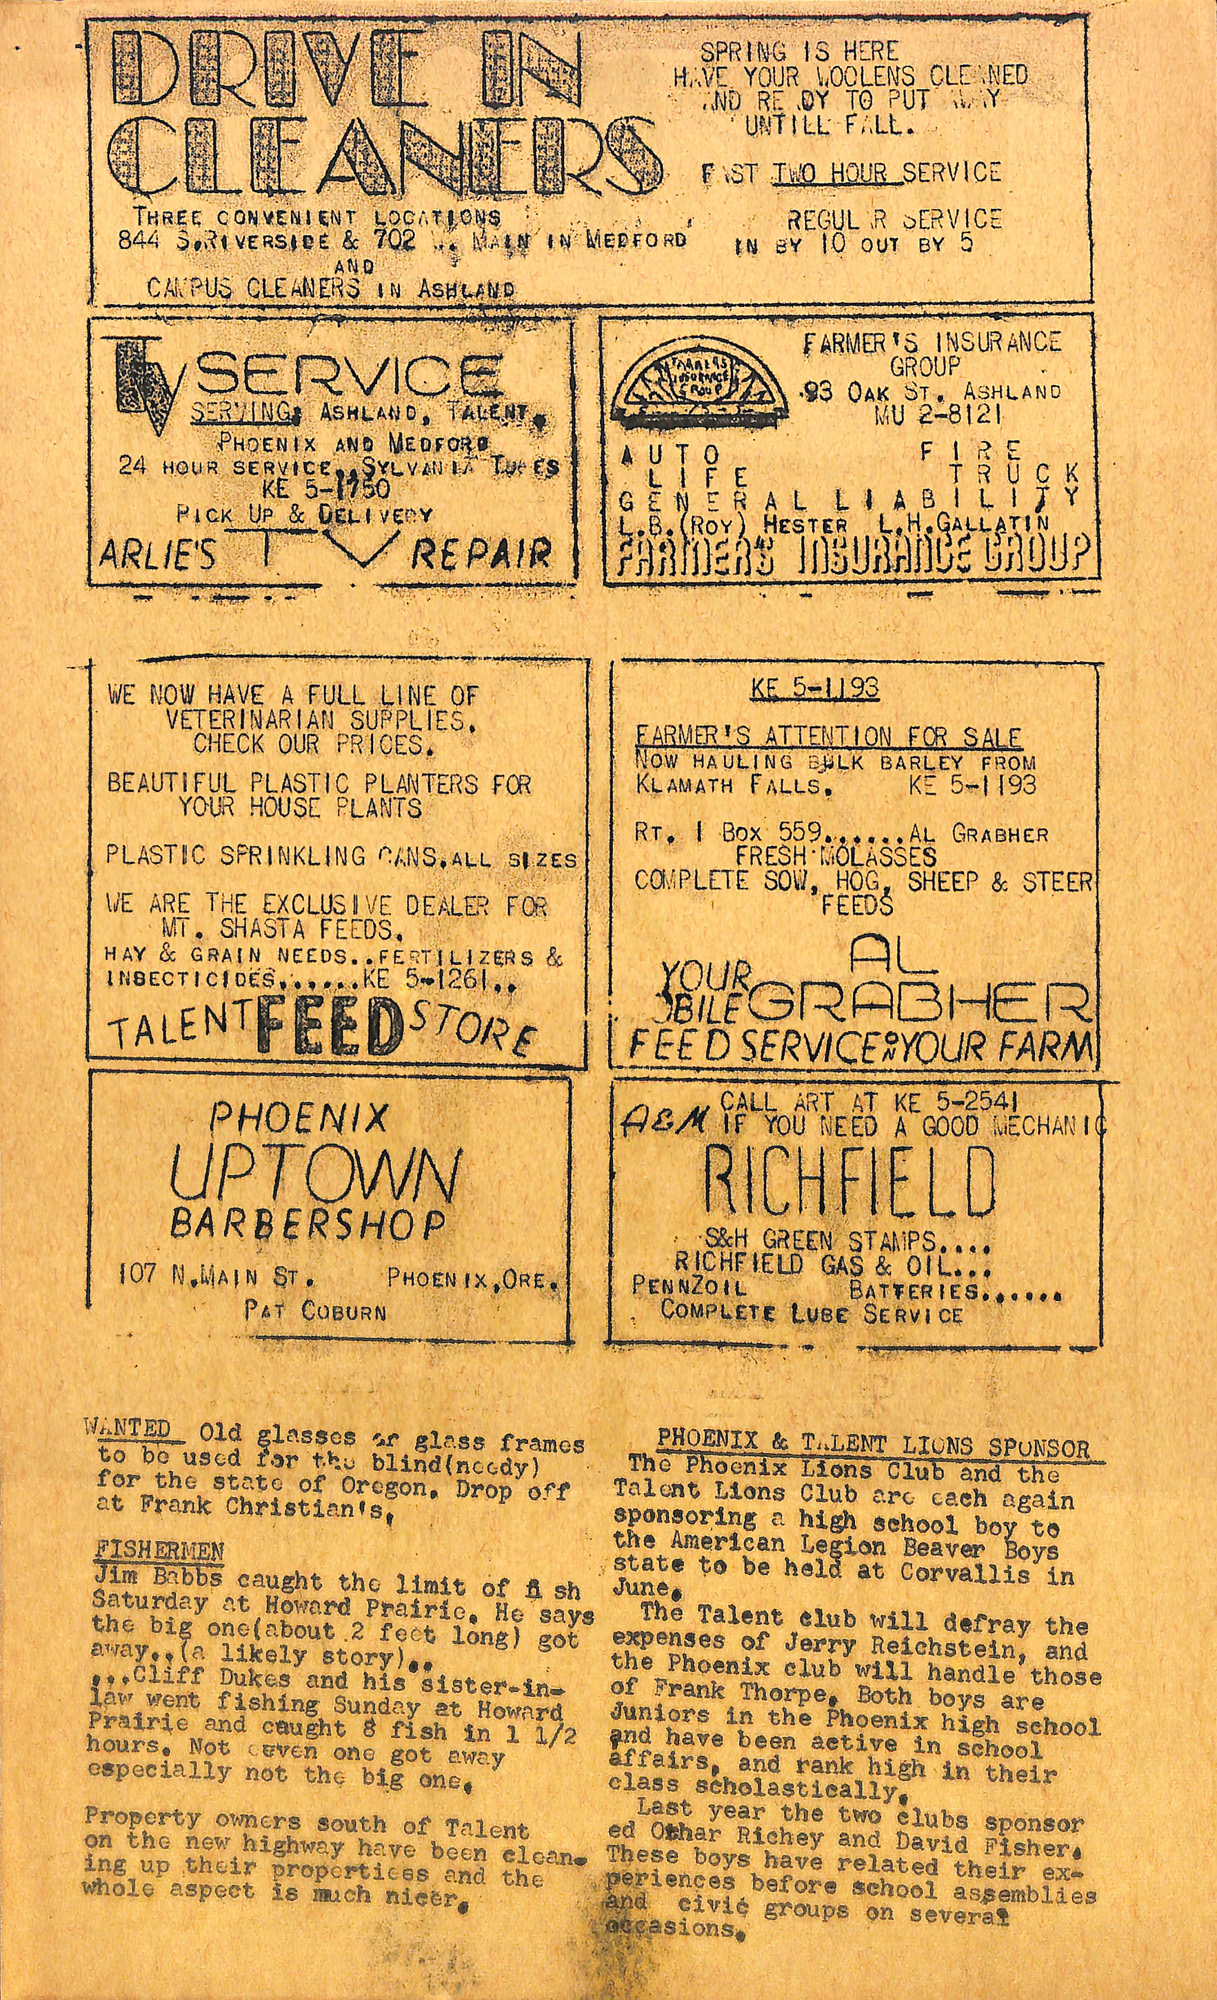 DRIVE IN
CLEANERS
SPRING IS HERE
HAVE YOUR WOOLENS CLEANED
AND READY TO PUT AWAY
UNTILL FALL.
FAST TWO HOUR SERVICE
REGULAR SERVICE
IN BY 10 OUT BY 5
THREE CONVENIENT LOCATIONS
844 S.RIVERSIDE & 702 W. MAIN IN MEDFORD
AND
CAMPUS CLEANERS IN ASHLAND
TV SERVICE
SERVING: ASHLAND, TALENT,
PHOENIX AND MEDFORD
24 HOUR SERVICE..SYLVANIA TUBES
KE 5-1750
PICK UP & DELIVERY
ARLIE'S TV REPAIR
FARMERS
INSURANCE
GROUP
FARMER'S INSURANCE
GROUP
93 OAK ST. ASHLAND
MU 2-8121
AUTO FIRE
LIFE TRUCK
GENERAL LIABILITY
L.B.(ROY) HESTER L.H.GALLATIN
FARMER'S INSURANCE GROUP
WE NOW HAVE A FULL LINE OF
VETERINARIAN SUPPLIES.
CHECK OUR PRICES.
BEAUTIFUL PLASTIC PLANTERS FOR
YOUR HOUSE PLANTS
PLASTIC SPRINKLING CANS.ALL SIZES
WE ARE THE EXCLUSIVE DEALER FOR
MT. SHASTA FEEDS.
HAY & GRAIN NEEDS..FERTILIZERS &
INSECTICIDES......KE 5-1261..
TALENT FEED STORE
KE 5-1193
FARMER'S ATTENTION FOR SALE
NOW HAULING BULK BARLEY FROM
KLAMATH FALLS. KE 5-1193
RT. 1 BOX 559......AL GRABHER
FRESH MOLASSES
COMPLETE SOW, HOG, SHEEP & STEER
FEEDS
AL
YOUR MOBILE GRABHER
FEED SERVICE ON YOUR FARM
PHOENIX
UPTOWN
BARBERSHOP
107 N.MAIN ST. PHOENIX,ORE.
PAT COBURN
A&M CALL ART AT KE 5-2541
IF YOU NEED A GOOD MECHANIC
RICHFIELD
S&H GREEN STAMPS....
RICHFIELD GAS & OIL...
PENNZOIL BATTERIES......
COMPLETE LUBE SERVICE
WANTED Old glasses or glass frames
to be used for the blind(needy)
for the state of Oregon. Drop off
at Frank Christian's.
FISHERMEN
Jim Babbs caught the limit of fish
Saturday at Howard Prairie. He says
the big one(about 2 feet long) got
away..(a likely story)..
...Cliff Dukes and his sister-in-
law went fishing Sunday at Howard
Prairie and caught 8 fish in 1 1/2
hours. Not even one got away
especially not the big one.
Property owners south of Talent
on the new highway have been clean-
ing up their propertiess and the
whole aspect is much nicer.
PHOENIX & TALENT LIONS SPONSOR
The Phoenix Lions Club and the
Talent Lions Club are each again
sponsoring a high school boy to
the American Legion Beaver Boys
state to be held at Corvallis in
June.
The Talent club will defray the
expenses of Jerry Reichstein, and
the Phoenix club will handle those
of Frank Thorpe. Both boys are
Juniors in the Phoenix high school
and have been active in school
affairs, and rank high in their
class scholastically.
Last year the two clubs sponsor
ed Othar Richey and David Fisher.
These boys have related their ex-
periences before school assemblies
and civic groups on several
occasions.